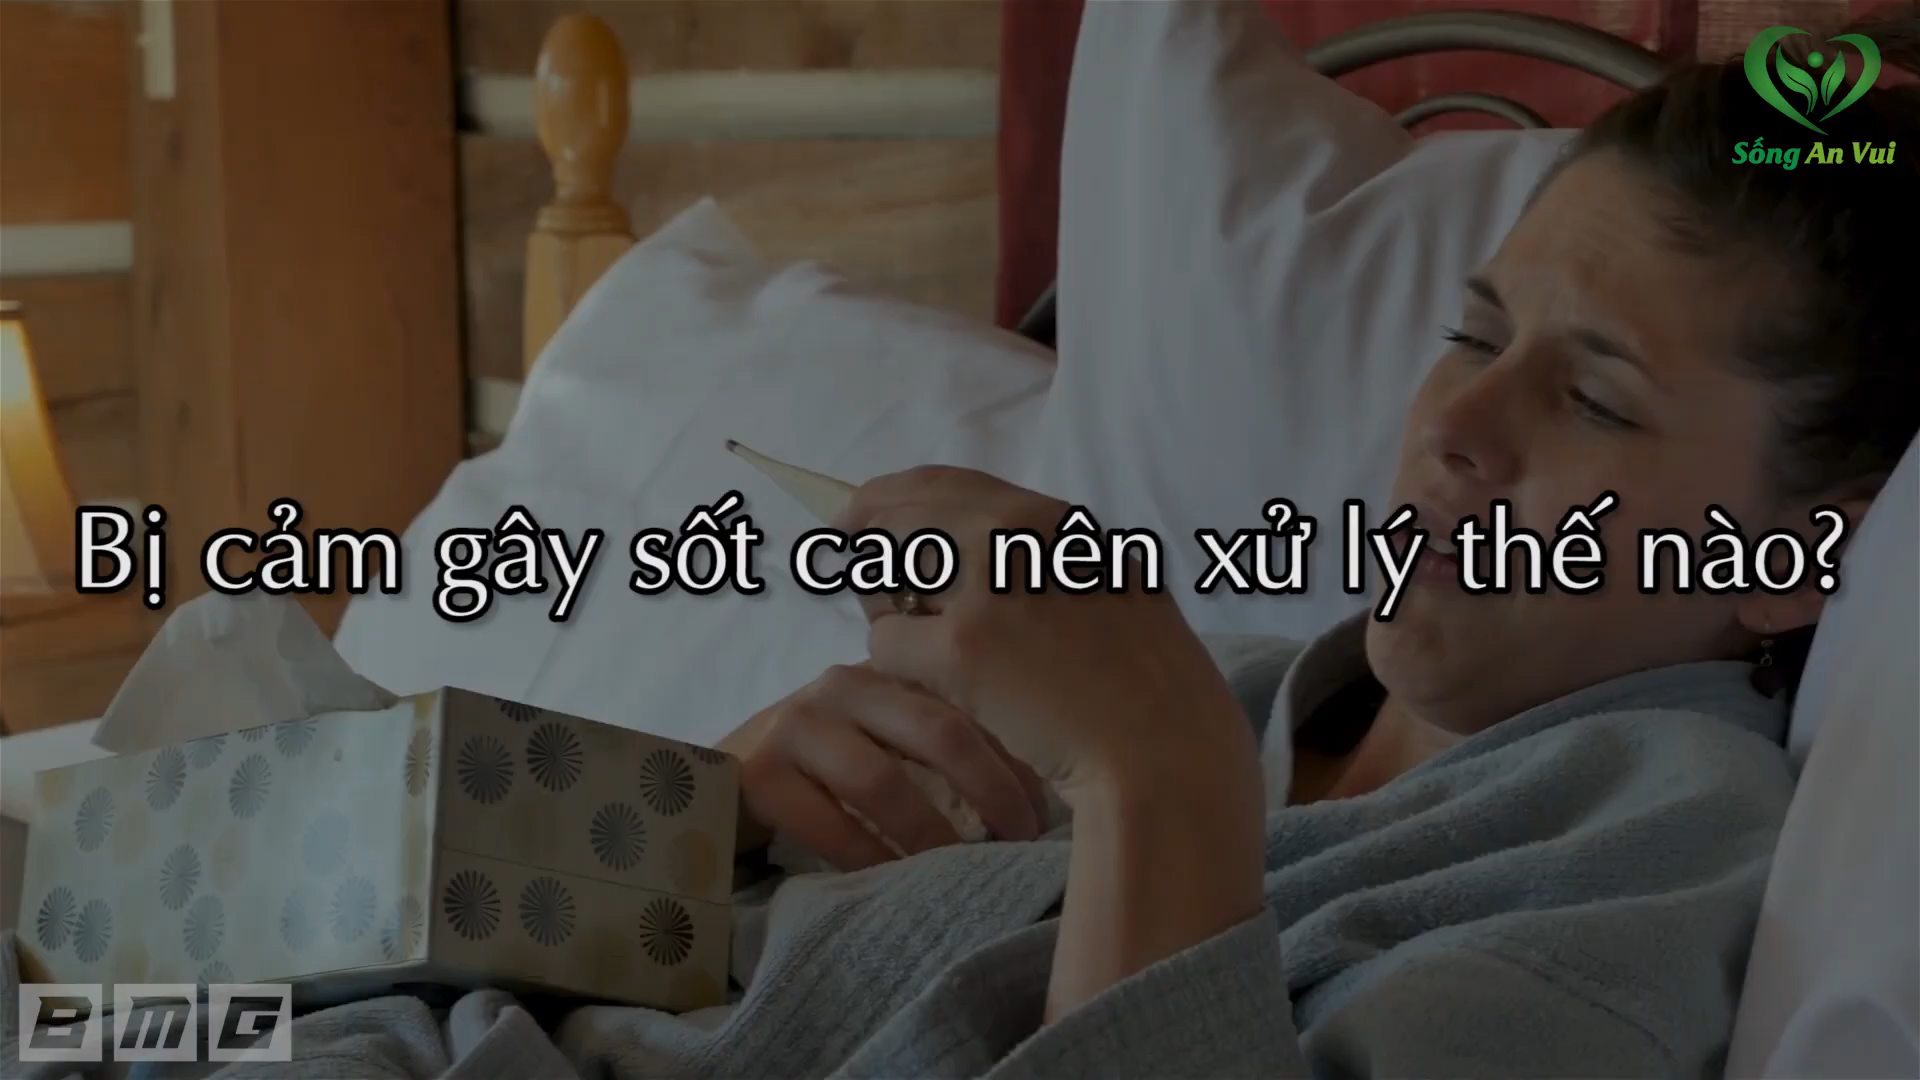 Sống An Vui
Bị cảm gây sốt cao nên xử lý thế nào?
BMG